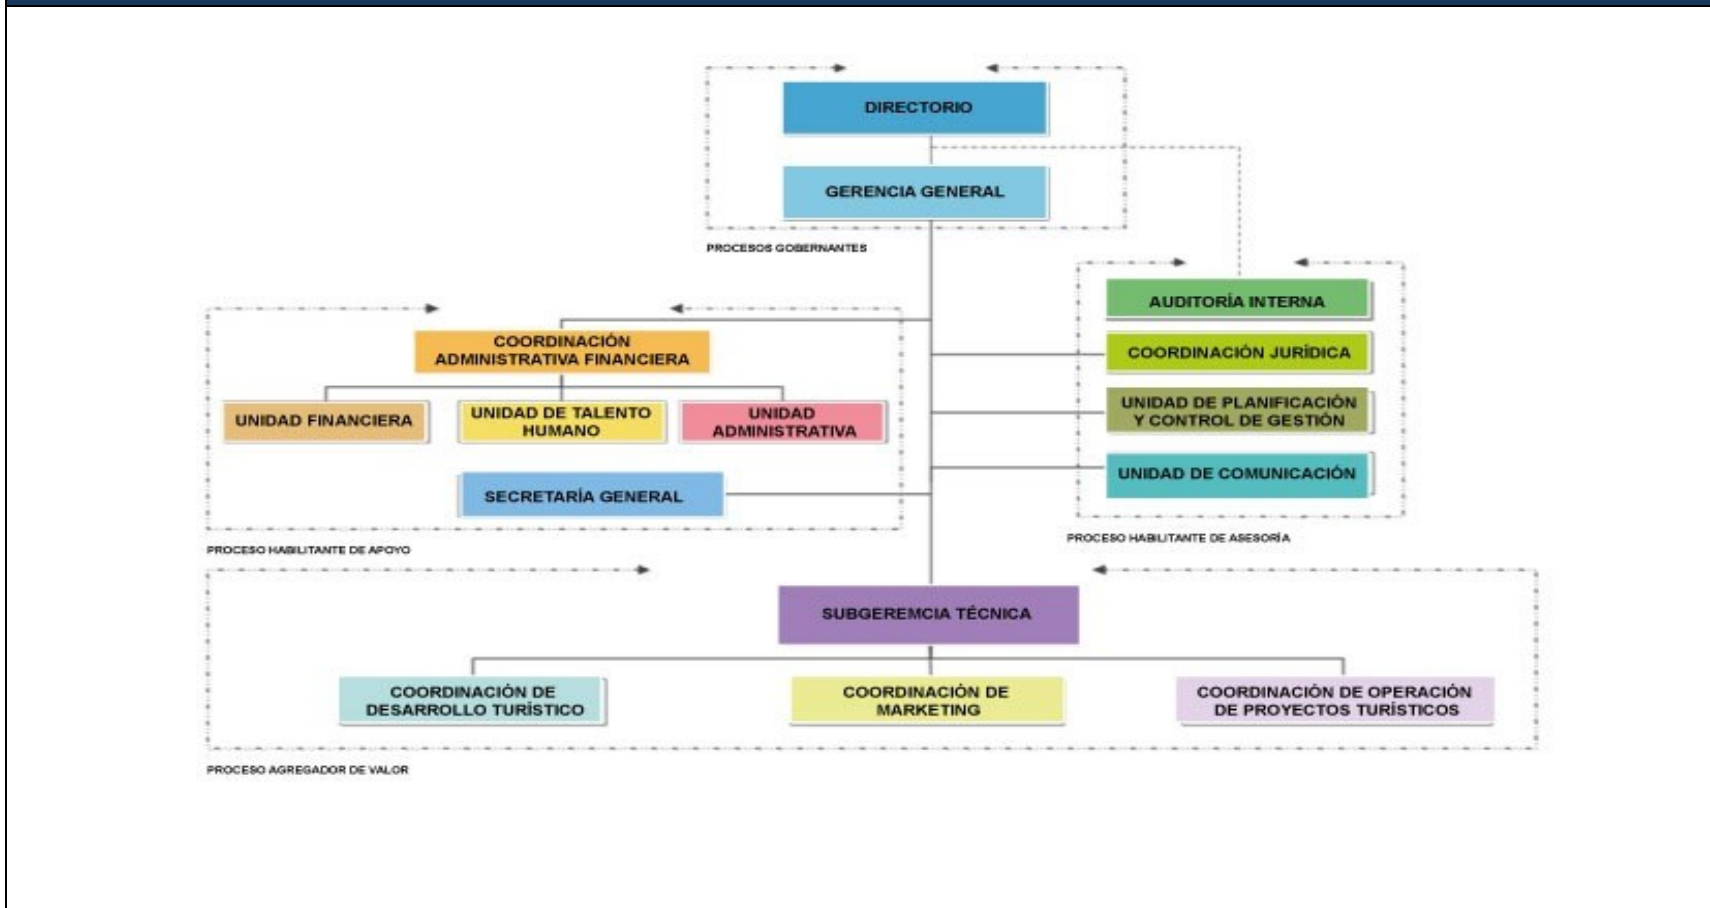 DIRECTORIO
GERENCIA GENERAL
PROCESOS GOBERNANTES
AUDITORÍA INTERNA
COORDINACIÓN JURÍDICA
UNIDAD DE PLANIFICACIÓN
Y CONTROL DE GESTIÓN
UNIDAD DE COMUNICACIÓN
PROCESO HABILITANTE DE ASESORÍA
COORDINACIÓN
ADMINISTRATIVA FINANCIERA
UNIDAD FINANCIERA
UNIDAD DE TALENTO
HUMANO
UNIDAD
ADMINISTRATIVA
SECRETARÍA GENERAL
PROCESO HABILITANTE DE APOYO
SUBGEREMCIA TÉCNICA
COORDINACIÓN DE
DESARROLLO TURÍSTICO
COORDINACIÓN DE
MARKETING
COORDINACIÓN DE OPERACIÓN
DE PROYECTOS TURÍSTICOS
PROCESO AGREGADOR DE VALOR